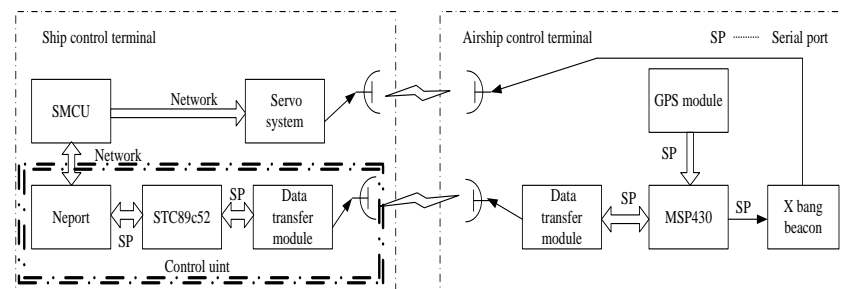 Ship control terminal
Airship control terminal
SP ............ Serial port
SMCU
Network
Servo
system
GPS module
Network
SP
Neport
SP
STC89c52
SP
Data
transfer
module
Data
transfer
module
SP
MSP430
SP
X bang
beacon
Control uint